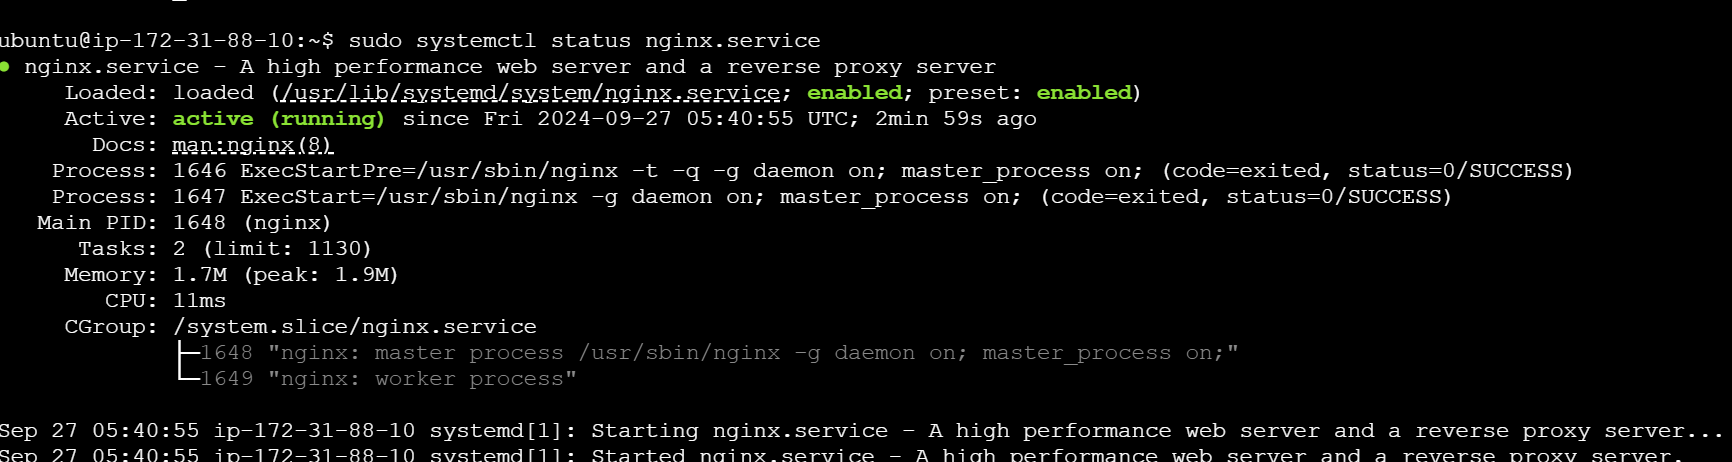 ubuntu@ip-172-31-88-10:~$ sudo systemctl status nginx.service
● nginx.service - A high performance web server and a reverse proxy server
     Loaded: loaded (/usr/lib/systemd/system/nginx.service; enabled; preset: enabled)
     Active: active (running) since Fri 2024-09-27 05:40:55 UTC; 2min 59s ago
       Docs: man:nginx(8)
    Process: 1646 ExecStartPre=/usr/sbin/nginx -t -q -g daemon on; master_process on; (code=exited, status=0/SUCCESS)
    Process: 1647 ExecStart=/usr/sbin/nginx -g daemon on; master_process on; (code=exited, status=0/SUCCESS)
   Main PID: 1648 (nginx)
      Tasks: 2 (limit: 1130)
     Memory: 1.7M (peak: 1.9M)
        CPU: 11ms
     CGroup: /system.slice/nginx.service
             ├─1648 "nginx: master process /usr/sbin/nginx -g daemon on; master_process on;"
             └─1649 "nginx: worker process"
Sep 27 05:40:55 ip-172-31-88-10 systemd[1]: Starting nginx.service - A high performance web server and a reverse proxy server...
Sep 27 05:40:55 ip-172-31-88-10 systemd[1]: Started nginx.service - A high performance web server and a reverse proxy server.